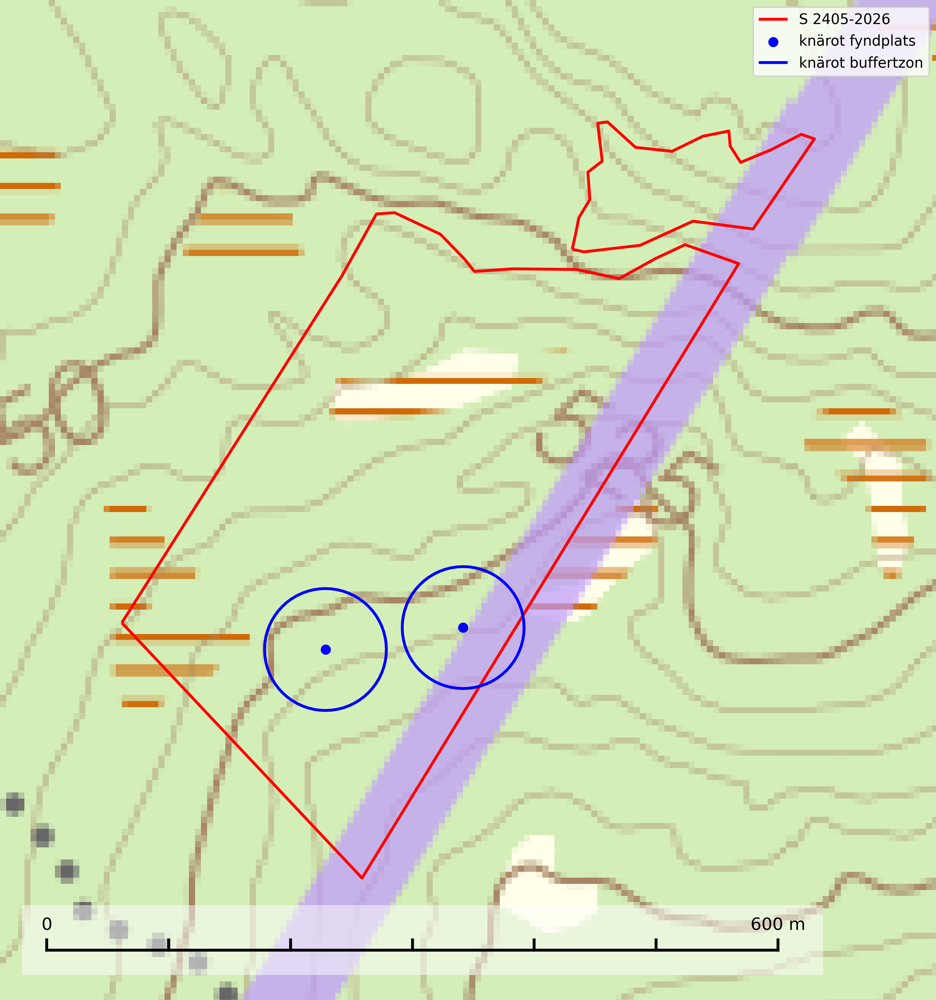 S 2405-2026
knärot fyndplats
knärot buffertzon
0
600 m